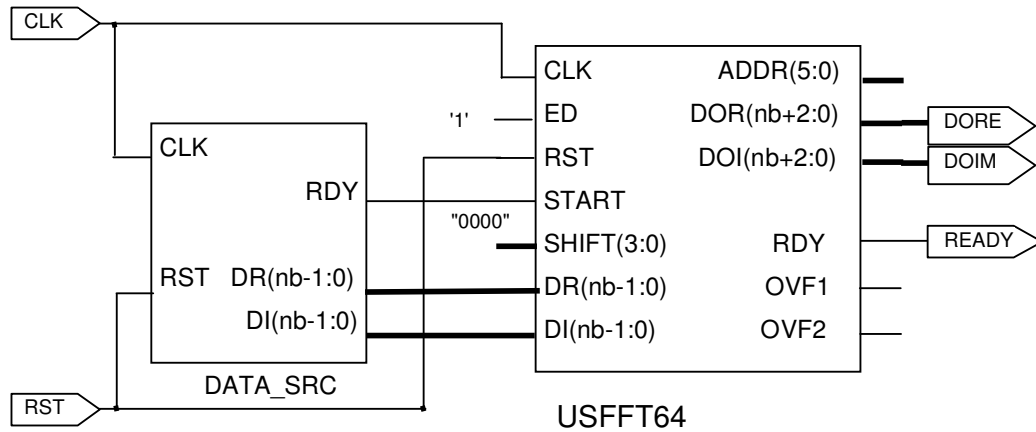 CLK
CLK
ADDR(5:0)
'1'
ED
DOR(nb+2:0)
DORE
CLK
RST
DOI(nb+2:0)
DOIM
RDY
START
"0000"
SHIFT(3:0)
RDY
READY
RST
DR(nb-1:0)
DR(nb-1:0)
OVF1
DI(nb-1:0)
DI(nb-1:0)
OVF2
DATA_SRC
RST
USFFT64